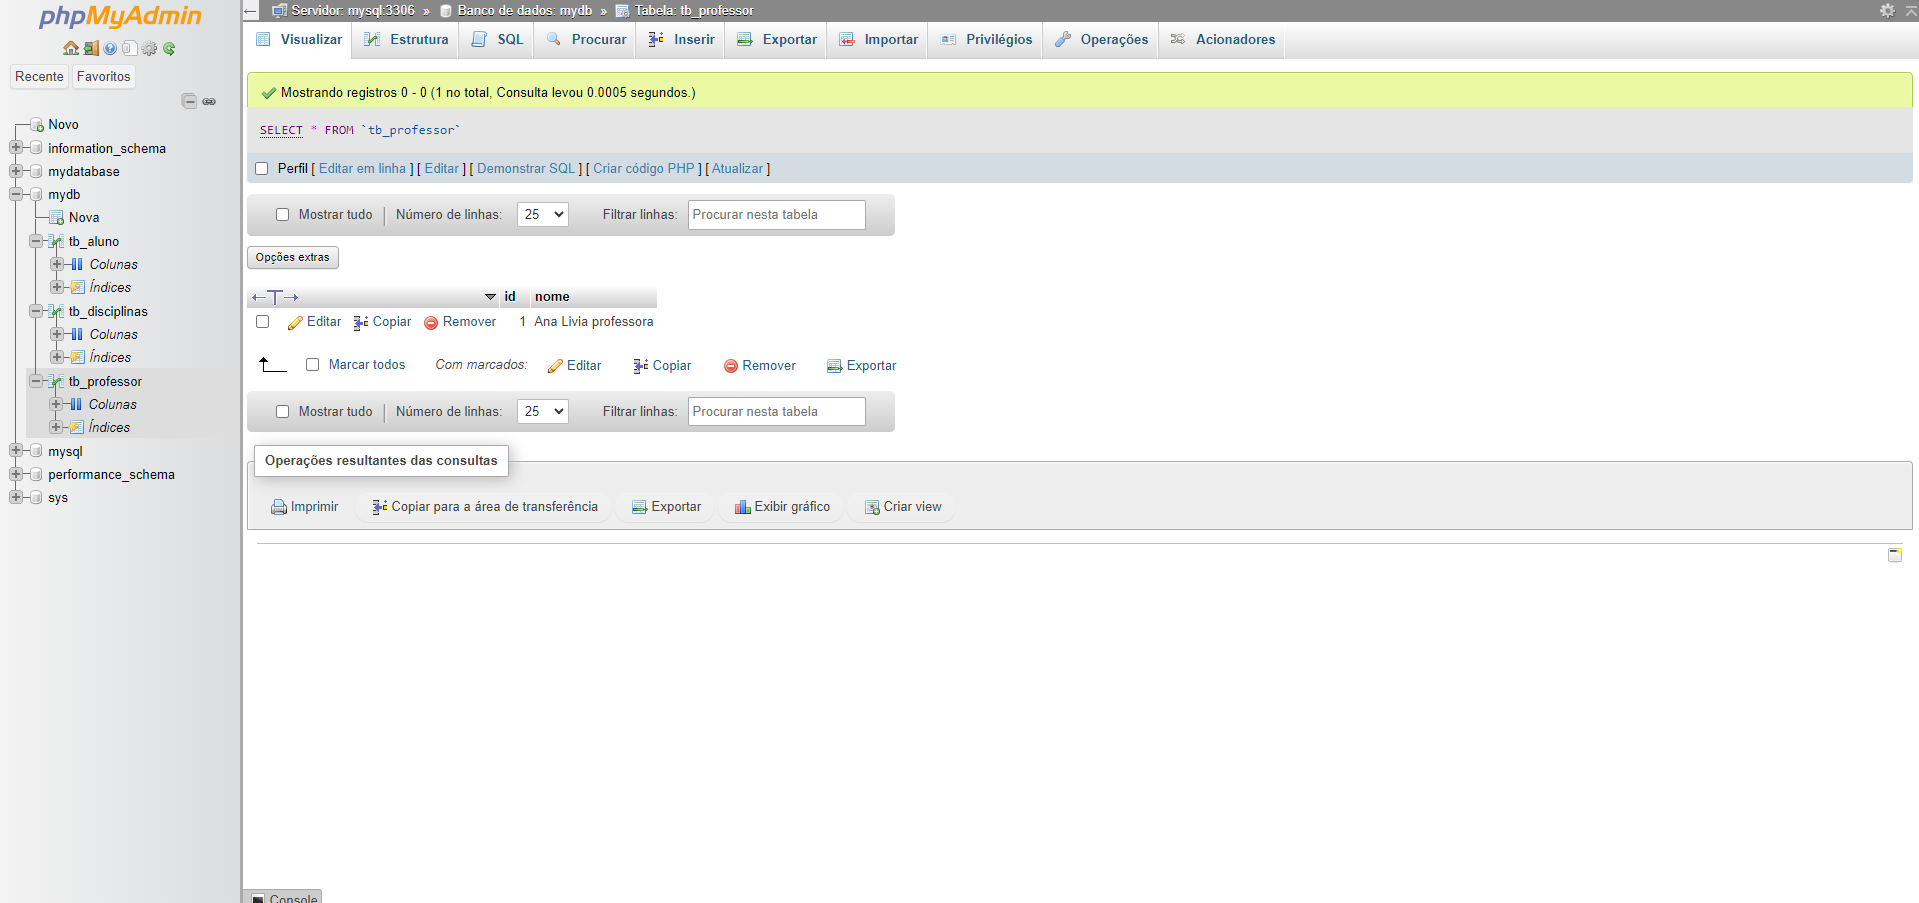 phpMyAdmin
Recente Favoritos
Novo
information_schema
mydatabase
mydb
Nova
tb_aluno
Colunas
Índices
tb_disciplinas
Colunas
Índices
tb_professor
Colunas
Índices
mysql
performance_schema
sys
Servidor: mysql:3306 » Banco de dados: mydb » Tabela: tb_professor
Visualizar Estrutura SQL Procurar Inserir Exportar Importar Privilégios Operações Acionadores
Mostrando registros 0 - 0 (1 no total, Consulta levou 0.0005 segundos.)
SELECT * FROM `tb_professor`
Perfil [ Editar em linha ] [ Editar ] [ Demonstrar SQL ] [ Criar código PHP ] [ Atualizar ]
Mostrar tudo Número de linhas: 25 Filtrar linhas: Procurar nesta tabela
Opções extras
←T→ id nome
Editar Copiar Remover 1 Ana Livia professora
Marcar todos Com marcados: Editar Copiar Remover Exportar
Mostrar tudo Número de linhas: 25 Filtrar linhas: Procurar nesta tabela
Operações resultantes das consultas
Imprimir Copiar para a área de transferência Exportar Exibir gráfico Criar view
Console